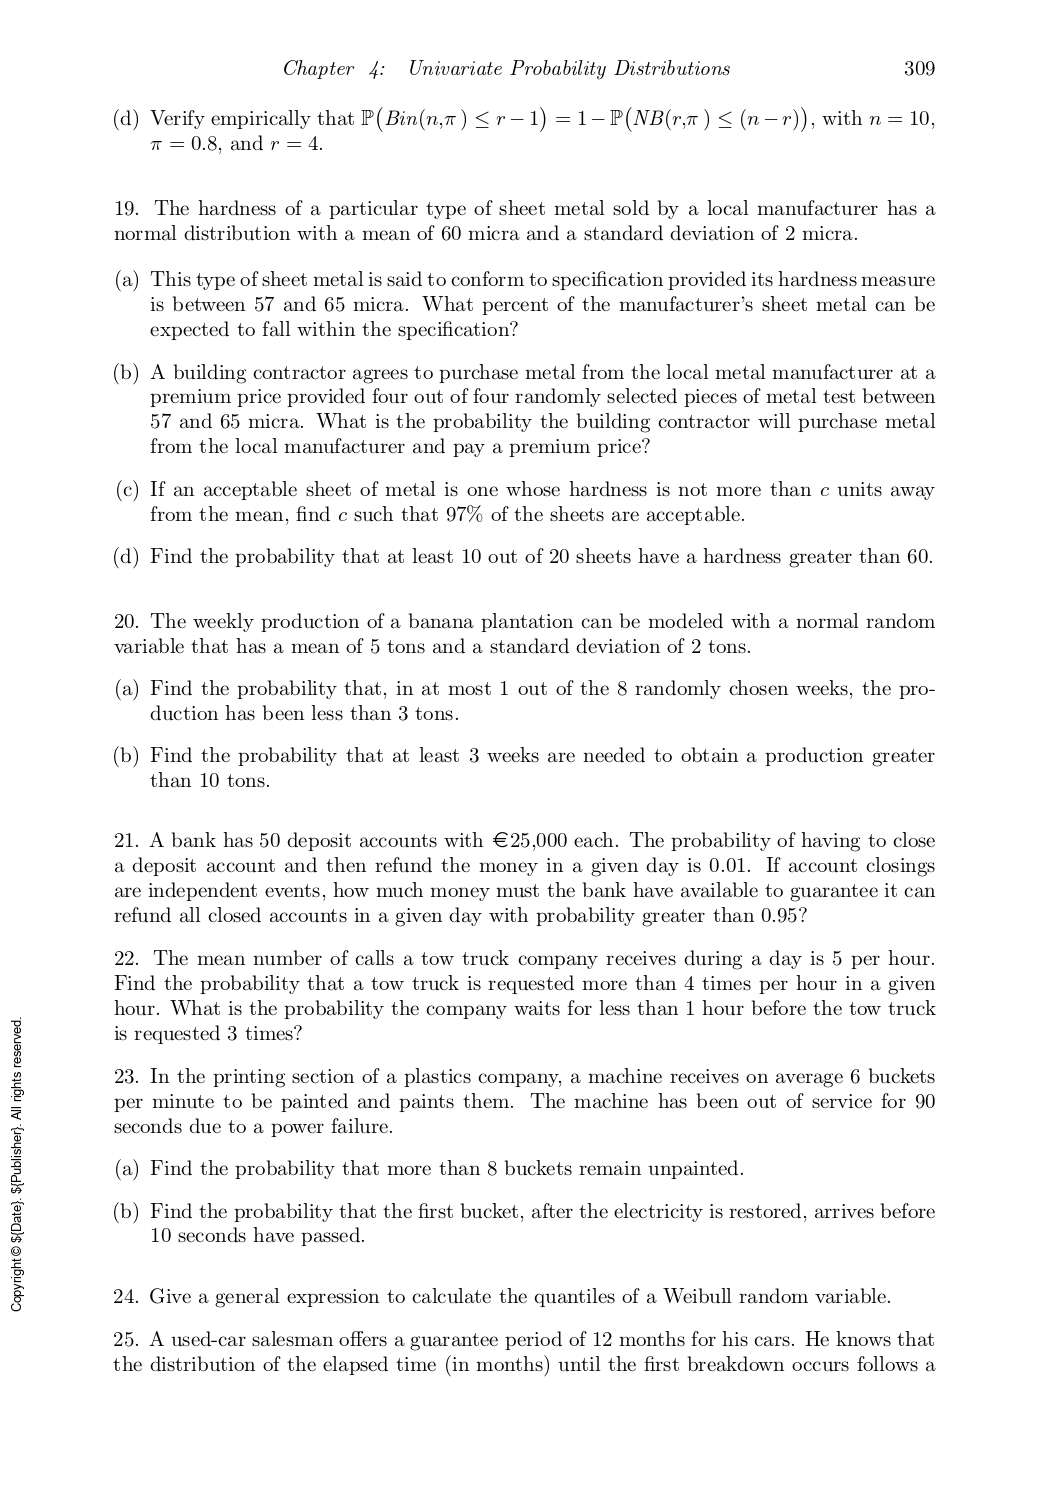 Chapter 4: Univariate Probability Distributions 309
(d) Verify empirically that ℙ(Bin(n,π) ≤ r − 1) = 1 − ℙ(NB(r,π) ≤ (n − r)), with n = 10,
π = 0.8, and r = 4.
19. The hardness of a particular type of sheet metal sold by a local manufacturer has a
normal distribution with a mean of 60 micra and a standard deviation of 2 micra.
(a) This type of sheet metal is said to conform to specification provided its hardness measure
is between 57 and 65 micra. What percent of the manufacturer's sheet metal can be
expected to fall within the specification?
(b) A building contractor agrees to purchase metal from the local metal manufacturer at a
premium price provided four out of four randomly selected pieces of metal test between
57 and 65 micra. What is the probability the building contractor will purchase metal
from the local manufacturer and pay a premium price?
(c) If an acceptable sheet of metal is one whose hardness is not more than c units away
from the mean, find c such that 97% of the sheets are acceptable.
(d) Find the probability that at least 10 out of 20 sheets have a hardness greater than 60.
20. The weekly production of a banana plantation can be modeled with a normal random
variable that has a mean of 5 tons and a standard deviation of 2 tons.
(a) Find the probability that, in at most 1 out of the 8 randomly chosen weeks, the pro-
duction has been less than 3 tons.
(b) Find the probability that at least 3 weeks are needed to obtain a production greater
than 10 tons.
21. A bank has 50 deposit accounts with €25,000 each. The probability of having to close
a deposit account and then refund the money in a given day is 0.01. If account closings
are independent events, how much money must the bank have available to guarantee it can
refund all closed accounts in a given day with probability greater than 0.95?
22. The mean number of calls a tow truck company receives during a day is 5 per hour.
Find the probability that a tow truck is requested more than 4 times per hour in a given
hour. What is the probability the company waits for less than 1 hour before the tow truck
is requested 3 times?
23. In the printing section of a plastics company, a machine receives on average 6 buckets
per minute to be painted and paints them. The machine has been out of service for 90
seconds due to a power failure.
(a) Find the probability that more than 8 buckets remain unpainted.
(b) Find the probability that the first bucket, after the electricity is restored, arrives before
10 seconds have passed.
24. Give a general expression to calculate the quantiles of a Weibull random variable.
25. A used-car salesman offers a guarantee period of 12 months for his cars. He knows that
the distribution of the elapsed time (in months) until the first breakdown occurs follows a
Copyright © ${Date}. ${Publisher}. All rights reserved.